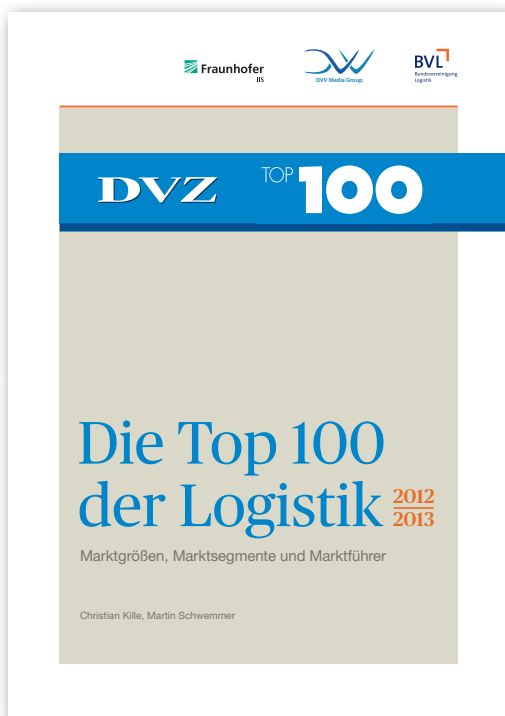 Fraunhofer
IIS
DVV Media Group
BVL
Bundesvereinigung
Logistik
DVZ TOP 100
Die Top 100
der Logistik 2012
2013
Marktgrößen, Marktsegmente und Marktführer
Christian Kille, Martin Schwemmer